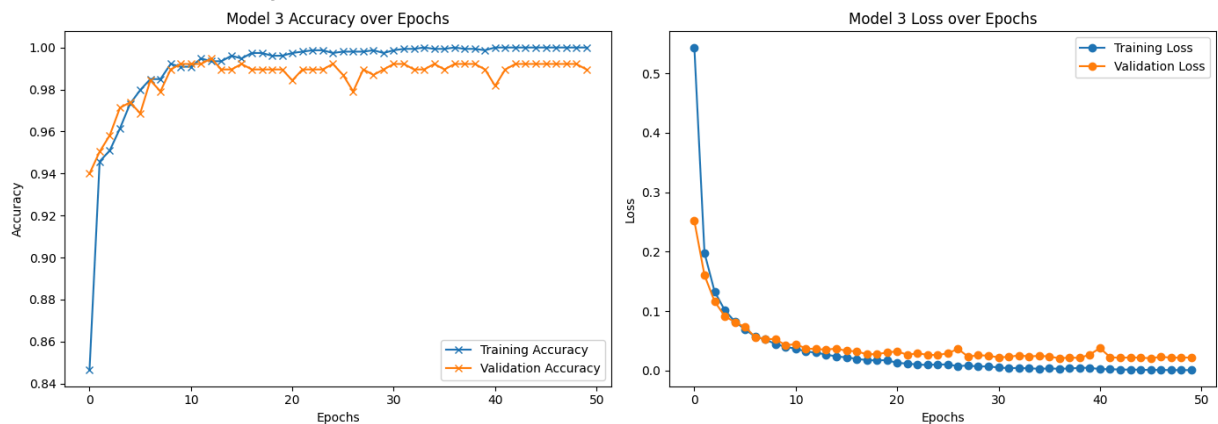 Model 3 Accuracy over Epochs
1.00
0.98
0.96
0.94
0.92
0.90
0.88
0.86
0.84
Accuracy
Training Accuracy
Validation Accuracy
0 10 20 30 40 50
Epochs
Model 3 Loss over Epochs
Training Loss
Validation Loss
0.5
0.4
0.3
0.2
0.1
0.0
Loss
0 10 20 30 40 50
Epochs